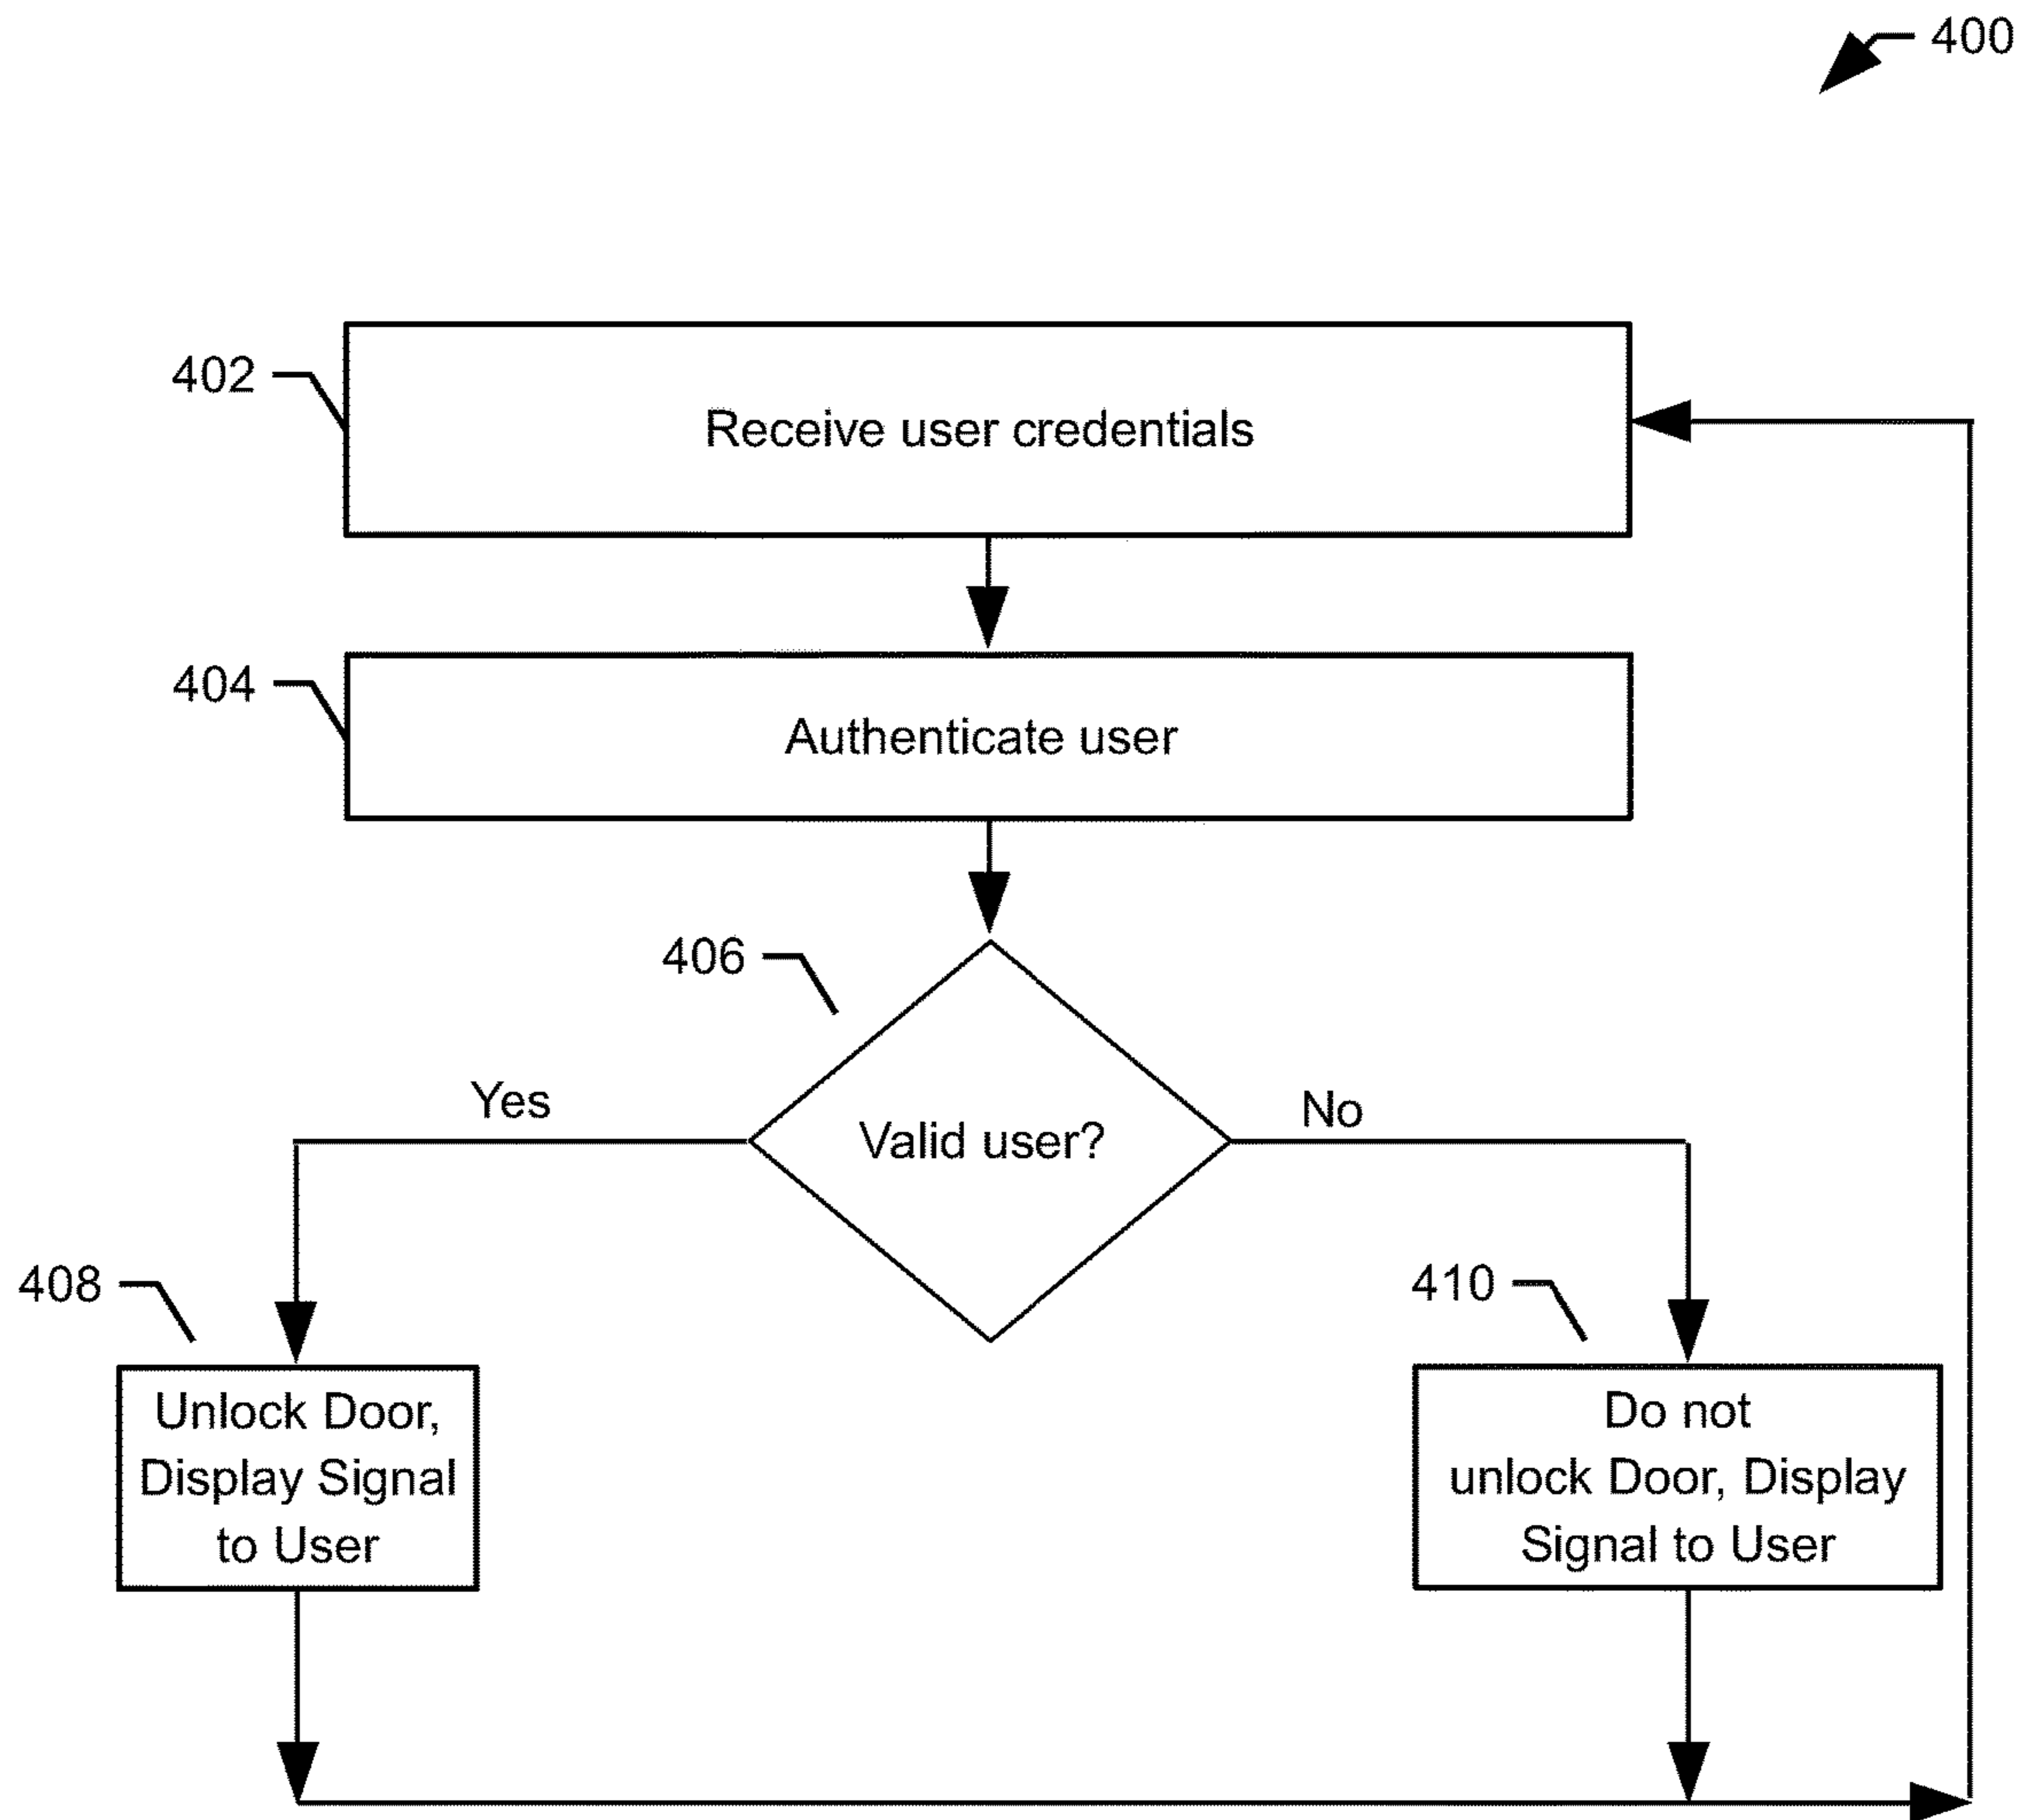 400
402
Receive user credentials
404
Authenticate user
406
Valid user?
Yes
No
408
Unlock Door,
Display Signal
to User
410
Do not
unlock Door, Display
Signal to User